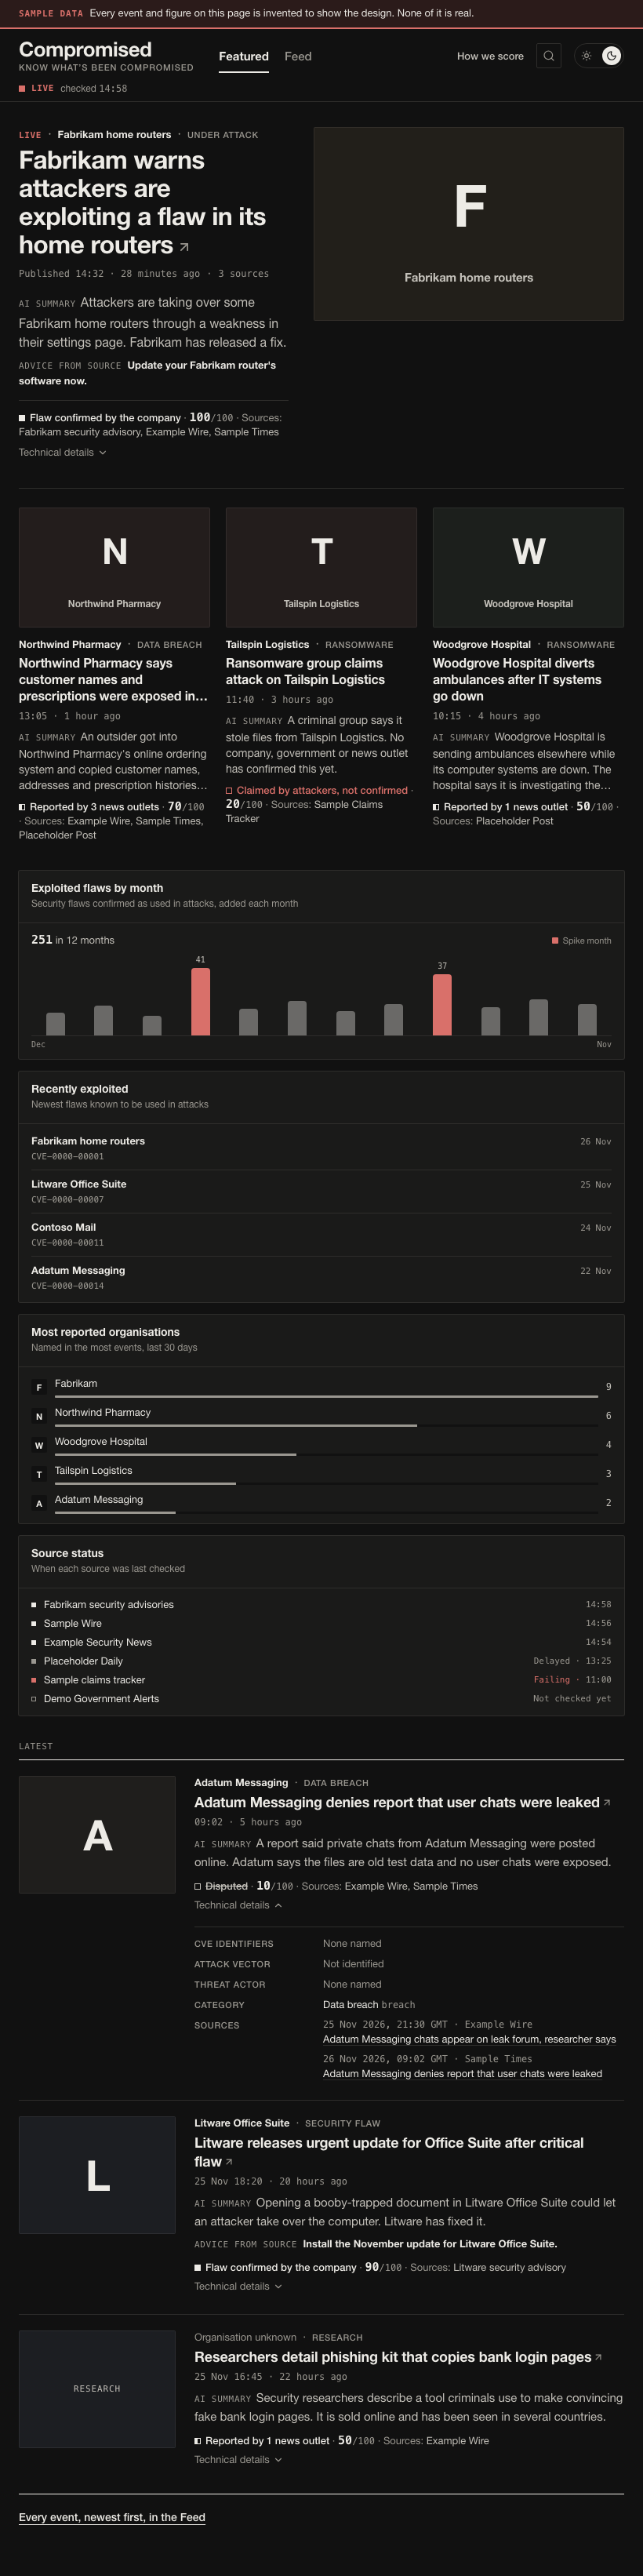 SAMPLE DATA Every event and figure on this page is invented to show the design. None of it is real.
Compromised
KNOW WHAT'S BEEN COMPROMISED
Featured
Feed
How we score
LIVE checked 14:58
LIVE · Fabrikam home routers · UNDER ATTACK
Fabrikam warns
attackers are
exploiting a flaw in its
home routers
Published 14:32 · 28 minutes ago · 3 sources
AI SUMMARY Attackers are taking over some
Fabrikam home routers through a weakness in
their settings page. Fabrikam has released a fix.
ADVICE FROM SOURCE Update your Fabrikam router's
software now.
Flaw confirmed by the company · 100/100 · Sources:
Fabrikam security advisory, Example Wire, Sample Times
Technical details
F
Fabrikam home routers
N
Northwind Pharmacy
Northwind Pharmacy · DATA BREACH
Northwind Pharmacy says
customer names and
prescriptions were exposed in...
13:05 · 1 hour ago
AI SUMMARY An outsider got into
Northwind Pharmacy's online ordering
system and copied customer names,
addresses and prescription histories...
Reported by 3 news outlets · 70/100
· Sources: Example Wire, Sample Times,
Placeholder Post
T
Tailspin Logistics
Tailspin Logistics · RANSOMWARE
Ransomware group claims
attack on Tailspin Logistics
11:40 · 3 hours ago
AI SUMMARY A criminal group says it
stole files from Tailspin Logistics. No
company, government or news outlet
has confirmed this yet.
Claimed by attackers, not confirmed ·
20/100 · Sources: Sample Claims
Tracker
W
Woodgrove Hospital
Woodgrove Hospital · RANSOMWARE
Woodgrove Hospital diverts
ambulances after IT systems
go down
10:15 · 4 hours ago
AI SUMMARY Woodgrove Hospital is
sending ambulances elsewhere while
its computer systems are down. The
hospital says it is investigating the...
Reported by 1 news outlet · 50/100 ·
Sources: Placeholder Post
Exploited flaws by month
Security flaws confirmed as used in attacks, added each month
251 in 12 months
Spike month
41
37
Dec
Nov
Recently exploited
Newest flaws known to be used in attacks
Fabrikam home routers 26 Nov
CVE-0000-00001
Litware Office Suite 25 Nov
CVE-0000-00007
Contoso Mail 24 Nov
CVE-0000-00011
Adatum Messaging 22 Nov
CVE-0000-00014
Most reported organisations
Named in the most events, last 30 days
F Fabrikam 9
N Northwind Pharmacy 6
W Woodgrove Hospital 4
T Tailspin Logistics 3
A Adatum Messaging 2
Source status
When each source was last checked
Fabrikam security advisories 14:58
Sample Wire 14:56
Example Security News 14:54
Placeholder Daily Delayed · 13:25
Sample claims tracker Failing · 11:00
Demo Government Alerts Not checked yet
LATEST
A
Adatum Messaging · DATA BREACH
Adatum Messaging denies report that user chats were leaked
09:02 · 5 hours ago
AI SUMMARY A report said private chats from Adatum Messaging were posted
online. Adatum says the files are old test data and no user chats were exposed.
Disputed · 10/100 · Sources: Example Wire, Sample Times
Technical details
CVE IDENTIFIERS None named
ATTACK VECTOR Not identified
THREAT ACTOR None named
CATEGORY Data breach breach
SOURCES 25 Nov 2026, 21:30 GMT · Example Wire
Adatum Messaging chats appear on leak forum, researcher says
26 Nov 2026, 09:02 GMT · Sample Times
Adatum Messaging denies report that user chats were leaked
L
Litware Office Suite · SECURITY FLAW
Litware releases urgent update for Office Suite after critical
flaw
25 Nov 18:20 · 20 hours ago
AI SUMMARY Opening a booby-trapped document in Litware Office Suite could let
an attacker take over the computer. Litware has fixed it.
ADVICE FROM SOURCE Install the November update for Litware Office Suite.
Flaw confirmed by the company · 90/100 · Sources: Litware security advisory
Technical details
RESEARCH
Organisation unknown · RESEARCH
Researchers detail phishing kit that copies bank login pages
25 Nov 16:45 · 22 hours ago
AI SUMMARY Security researchers describe a tool criminals use to make convincing
fake bank login pages. It is sold online and has been seen in several countries.
Reported by 1 news outlet · 50/100 · Sources: Example Wire
Technical details
Every event, newest first, in the Feed